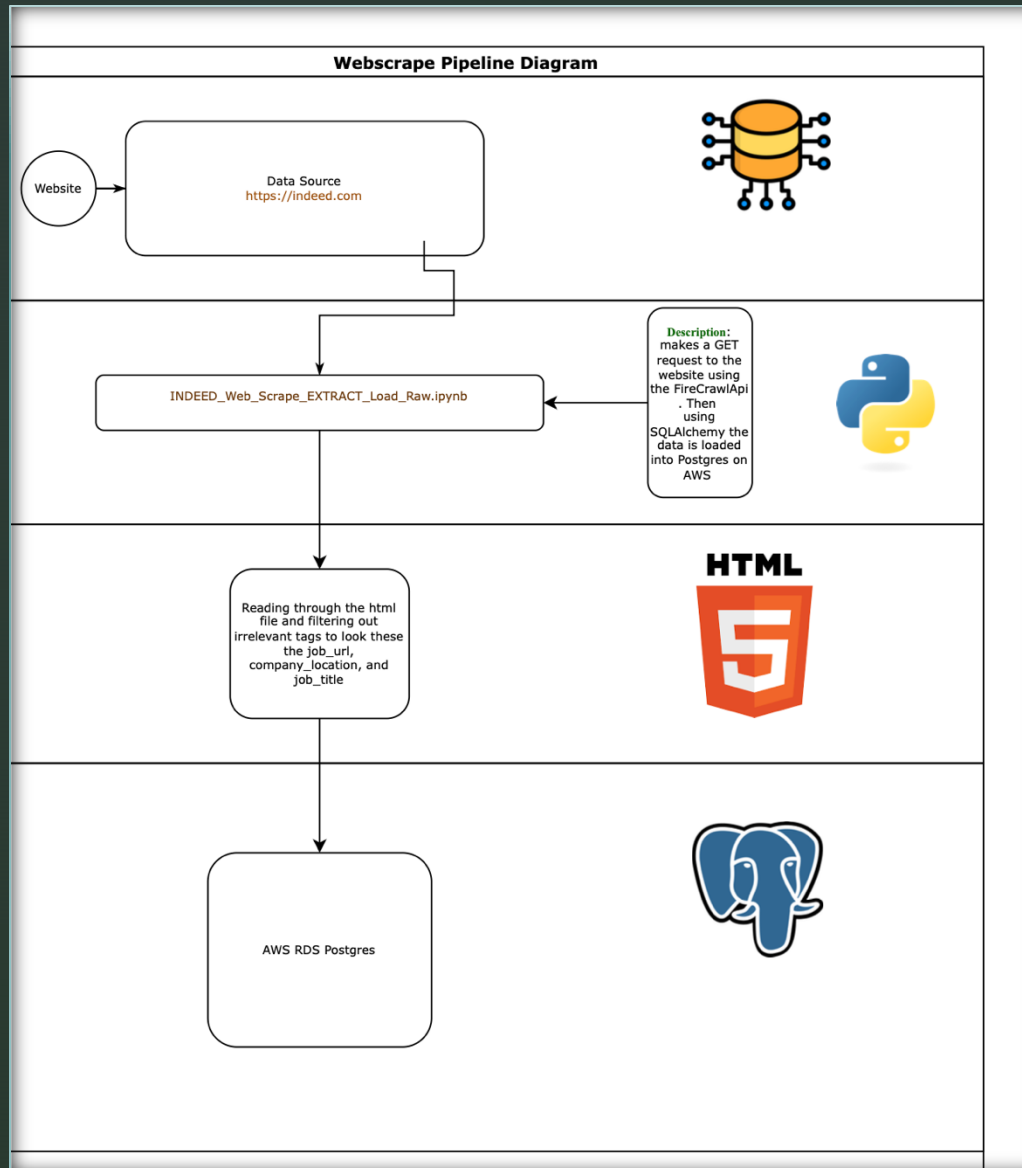 Webscrape Pipeline Diagram
Website
Data Source
https://indeed.com
INDEED_Web_Scrape_EXTRACT_Load_Raw.ipynb
Description:
makes a GET
request to the
website using
the FireCrawlApi
. Then
using
SQLAlchemy the
data is loaded
into Postgres on
AWS
HTML
5
Reading through the html
file and filtering out
irrelevant tags to look these
the job_url,
company_location, and
job_title
AWS RDS Postgres